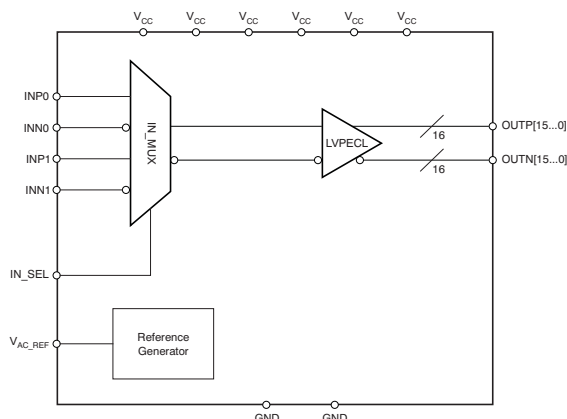 VCC VCC VCC VCC VCC VCC
INP0
INN0
INP1
INN1
IN_MUX
LVPECL
16
16
OUTP[15...0]
OUTN[15...0]
IN_SEL
VAC_REF
Reference
Generator
GND GND